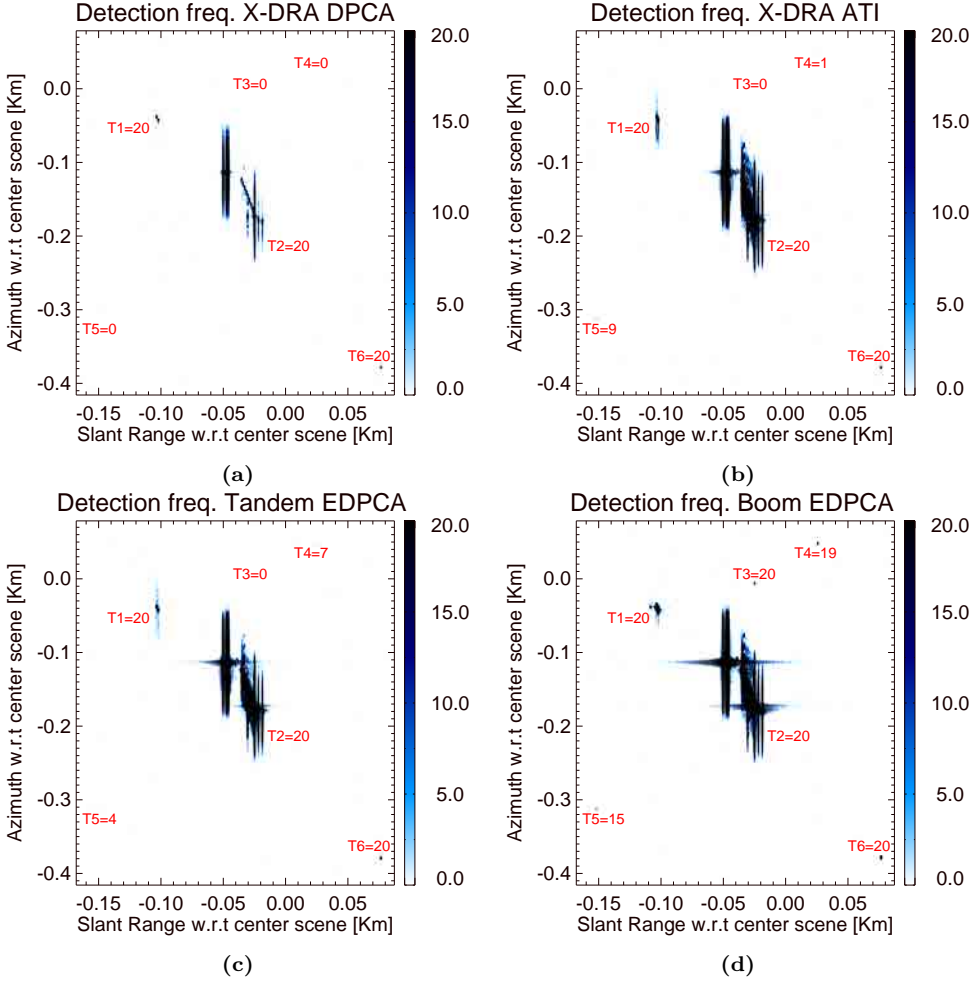 Detection freq. X-DRA DPCA
Azimuth w.r.t center scene [Km]
0.0
-0.1
-0.2
-0.3
-0.4
T4=0
T3=0
T1=20
T2=20
T5=0
T6=20
20.0
15.0
10.0
5.0
0.0
-0.15 -0.10 -0.05 0.00 0.05
Slant Range w.r.t center scene [Km]
(a)
Detection freq. X-DRA ATI
Azimuth w.r.t center scene [Km]
0.0
-0.1
-0.2
-0.3
-0.4
T4=1
T3=0
T1=20
T2=20
T5=9
T6=20
20.0
15.0
10.0
5.0
0.0
-0.15 -0.10 -0.05 0.00 0.05
Slant Range w.r.t center scene [Km]
(b)
Detection freq. Tandem EDPCA
Azimuth w.r.t center scene [Km]
0.0
-0.1
-0.2
-0.3
-0.4
T4=7
T3=0
T1=20
T2=20
T5=4
T6=20
20.0
15.0
10.0
5.0
0.0
-0.15 -0.10 -0.05 0.00 0.05
Slant Range w.r.t center scene [Km]
(c)
Detection freq. Boom EDPCA
Azimuth w.r.t center scene [Km]
0.0
-0.1
-0.2
-0.3
-0.4
T4=19
T3=20
T1=20
T2=20
T5=15
T6=20
20.0
15.0
10.0
5.0
0.0
-0.15 -0.10 -0.05 0.00 0.05
Slant Range w.r.t center scene [Km]
(d)